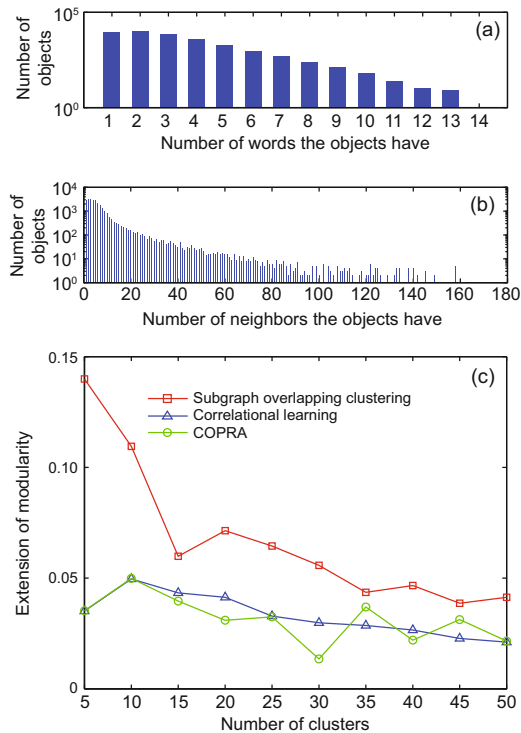 (a)
Number of
objects
10^5
10^0
1 2 3 4 5 6 7 8 9 10 11 12 13 14
Number of words the objects have
(b)
Number of
objects
10^4
10^3
10^2
10^1
10^0
0 20 40 60 80 100 120 140 160 180
Number of neighbors the objects have
(c)
Extension of modularity
0.15
0.10
0.05
0
Subgraph overlapping clustering
Correlational learning
COPRA
5 10 15 20 25 30 35 40 45 50
Number of clusters